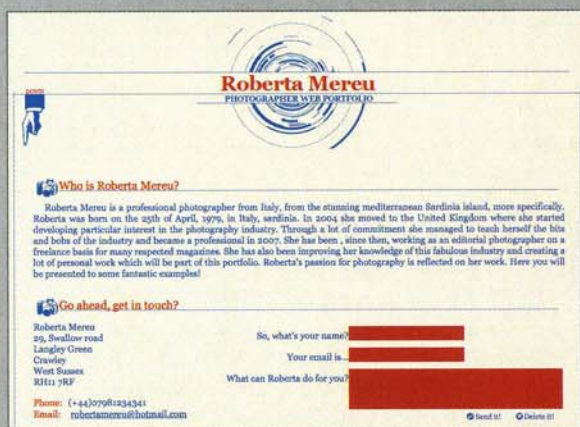 Roberta Mereu
PHOTOGRAPHER WEB PORTFOLIO
Who is Roberta Mereu?
Roberta Mereu is a professional photographer from Italy, from the stunning mediterranean Sardinia island, more specifically.
Roberta was born on the 25th of April, 1979, in Italy, sardinia. In 2004 she moved to the United Kingdom where she started
developing particular interest in the photography industry. Through a lot of commitment she managed to teach herself the bits
and bobs of the industry and became a professional in 2007. She has been , since then, working as an editorial photographer on a
freelance basis for many respected magazines. She has also been improving her knowledge of this fabulous industry and creating a
lot of personal work which will be part of this portfolio. Roberta's passion for photography is reflected on her work. Here you will
be presented to some fantastic examples!
Go ahead, get in touch?
Roberta Mereu
29, Swallow road
Langley Green
Crawley
West Sussex
RH11 7RF
Phone: (+44)07981234341
Email: robertamereu@hotmail.com
So, what's your name?
Your email is...
What can Roberta do for you?
Send it! Delete it!